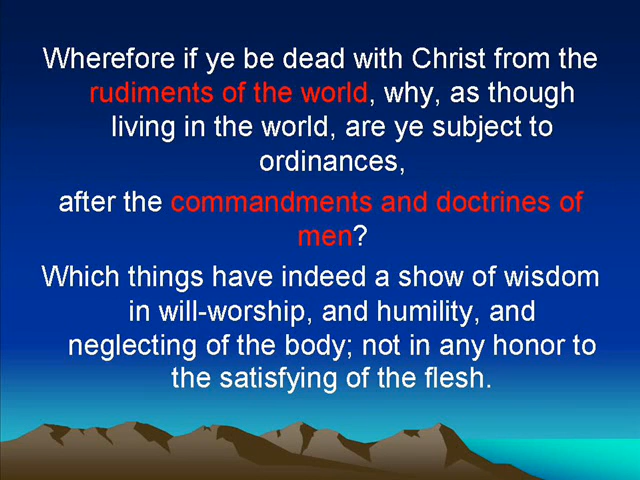 Wherefore if ye be dead with Christ from the
rudiments of the world, why, as though
living in the world, are ye subject to
ordinances,
after the commandments and doctrines of
men?
Which things have indeed a show of wisdom
in will-worship, and humility, and
neglecting of the body; not in any honor to
the satisfying of the flesh.